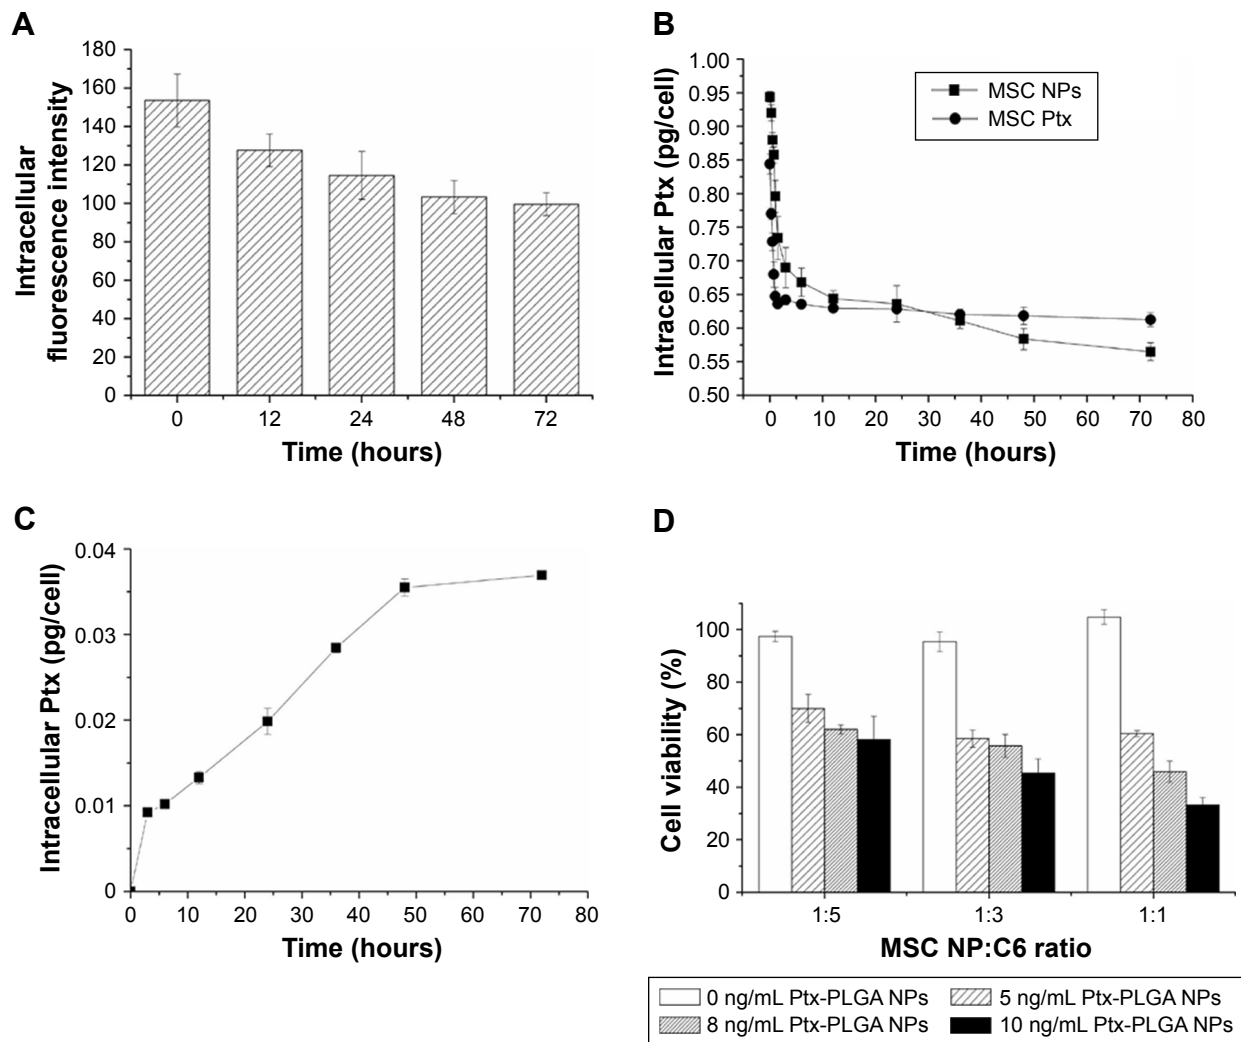 A
Intracellular
fluorescence intensity
180
160
140
120
100
80
60
40
20
0
0 12 24 48 72
Time (hours)
B
Intracellular Ptx (pg/cell)
1.00
0.95
0.90
0.85
0.80
0.75
0.70
0.65
0.60
0.55
0.50
MSC NPs
MSC Ptx
0 10 20 30 40 50 60 70 80
Time (hours)
C
Intracellular Ptx (pg/cell)
0.04
0.03
0.02
0.01
0
0 10 20 30 40 50 60 70 80
Time (hours)
D
Cell viability (%)
100
80
60
40
20
0
1:5 1:3 1:1
MSC NP:C6 ratio
0 ng/mL Ptx-PLGA NPs 5 ng/mL Ptx-PLGA NPs
8 ng/mL Ptx-PLGA NPs 10 ng/mL Ptx-PLGA NPs